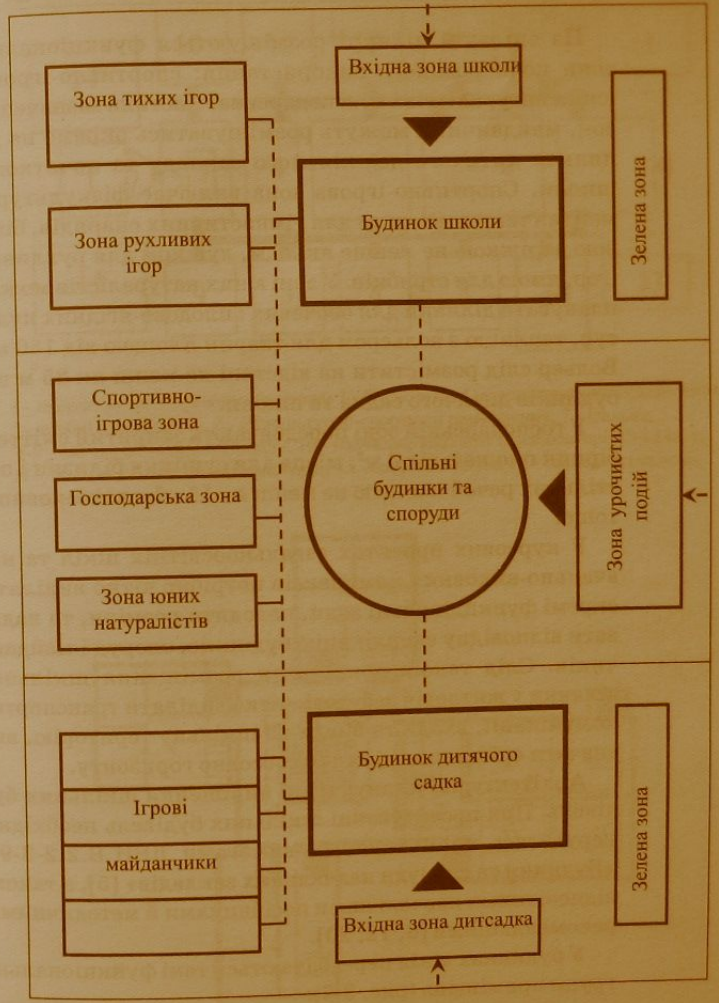 Вхідна зона школи
Зона тихих ігор
Зелена зона
Будинок школи
Зона рухливих
ігор
Спортивно-
ігрова зона
Спільні
будинки та
споруди
Зона урочистих
подій
Господарська зона
Зона юних
натуралістів
Будинок дитячого
садка
Ігрові
майданчики
Зелена зона
Вхідна зона дитсадка